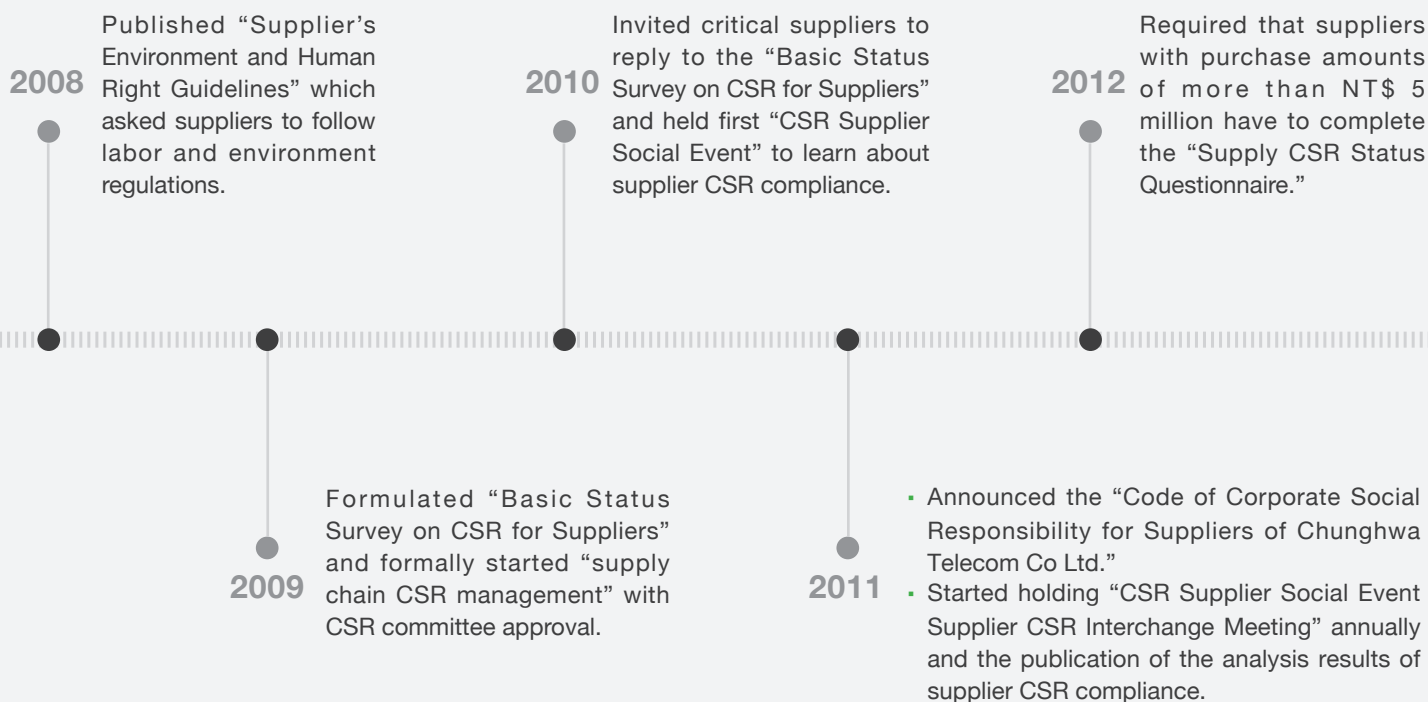 2008
Published “Supplier’s
Environment and Human
Right Guidelines” which
asked suppliers to follow
labor and environment
regulations.
2009
Formulated “Basic Status
Survey on CSR for Suppliers”
and formally started “supply
chain CSR management” with
CSR committee approval.
2010
Invited critical suppliers to
reply to the “Basic Status
Survey on CSR for Suppliers”
and held first “CSR Supplier
Social Event” to learn about
supplier CSR compliance.
2011
▪ Announced the “Code of Corporate Social
Responsibility for Suppliers of Chunghwa
Telecom Co Ltd.”
▪ Started holding “CSR Supplier Social Event
Supplier CSR Interchange Meeting” annually
and the publication of the analysis results of
supplier CSR compliance.
2012
Required that suppliers
with purchase amounts
of more than NT$ 5
million have to complete
the “Supply CSR Status
Questionnaire.”